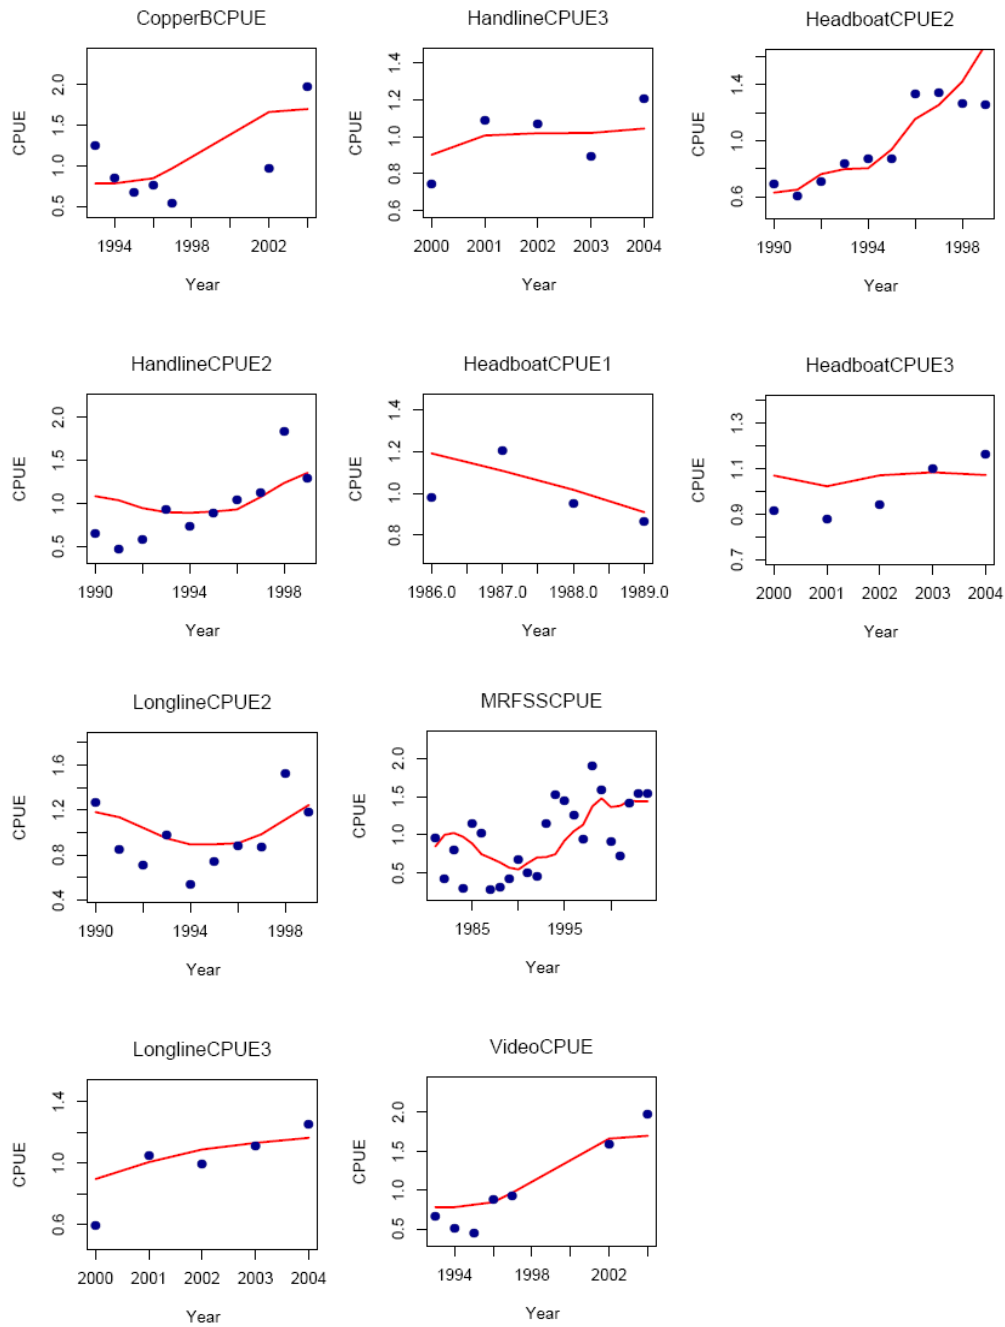 CopperBCPUE
CPUE
2.0
1.5
1.0
0.5
1994 1998 2002
Year
HandlineCPUE3
CPUE
1.4
1.2
1.0
0.8
0.6
2000 2001 2002 2003 2004
Year
HeadboatCPUE2
CPUE
1.4
1.0
0.6
1990 1994 1998
Year
HandlineCPUE2
CPUE
2.0
1.5
1.0
0.5
1990 1994 1998
Year
HeadboatCPUE1
CPUE
1.4
1.2
1.0
0.8
1986.0 1987.0 1988.0 1989.0
Year
HeadboatCPUE3
CPUE
1.3
1.1
0.9
0.7
2000 2001 2002 2003 2004
Year
LonglineCPUE2
CPUE
1.6
1.2
0.8
0.4
1990 1994 1998
Year
MRFSSCPUE
CPUE
2.0
1.5
1.0
0.5
1985 1995
Year
LonglineCPUE3
CPUE
1.4
1.0
0.6
2000 2001 2002 2003 2004
Year
VideoCPUE
CPUE
2.0
1.5
1.0
0.5
1994 1998 2002
Year